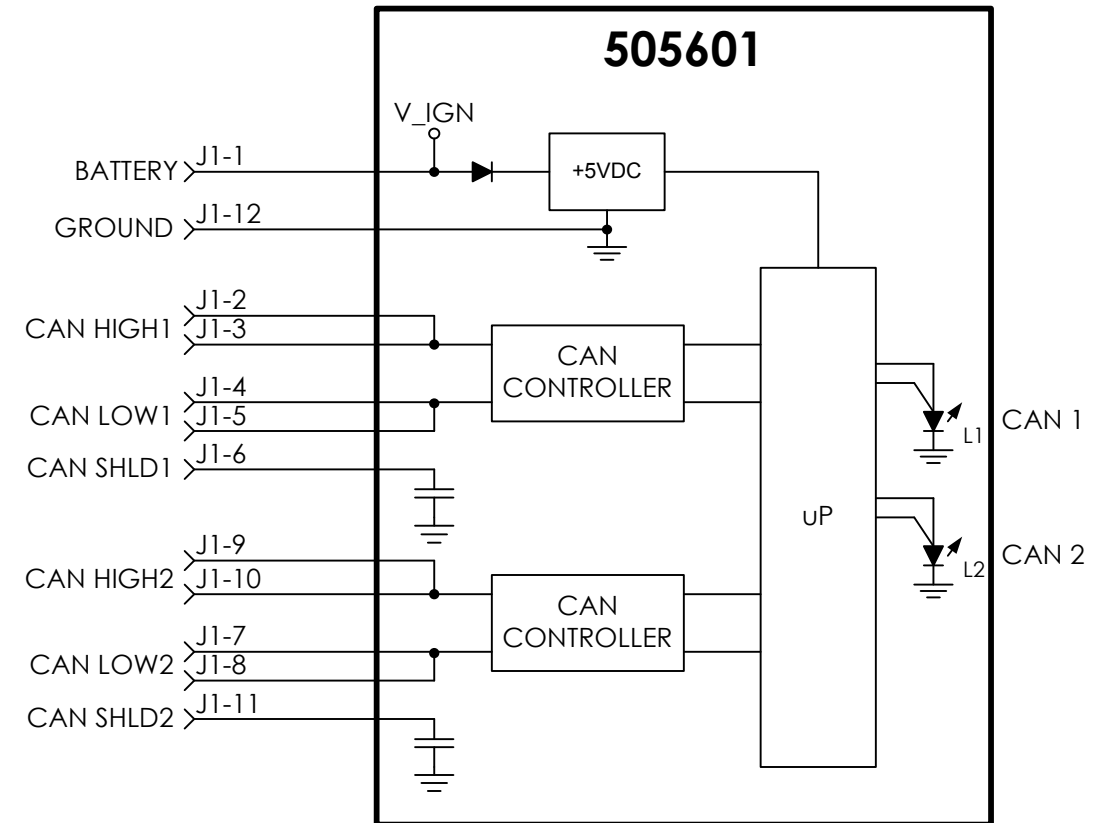 505601
V_IGN
BATTERY J1-1
+5VDC
GROUND J1-12
J1-2
CAN HIGH1 J1-3
CAN
CONTROLLER
J1-4
CAN LOW1 J1-5
CAN 1
L1
CAN SHLD1 J1-6
uP
J1-9
CAN HIGH2 J1-10
CAN 2
L2
CAN
CONTROLLER
J1-7
CAN LOW2 J1-8
CAN SHLD2 J1-11